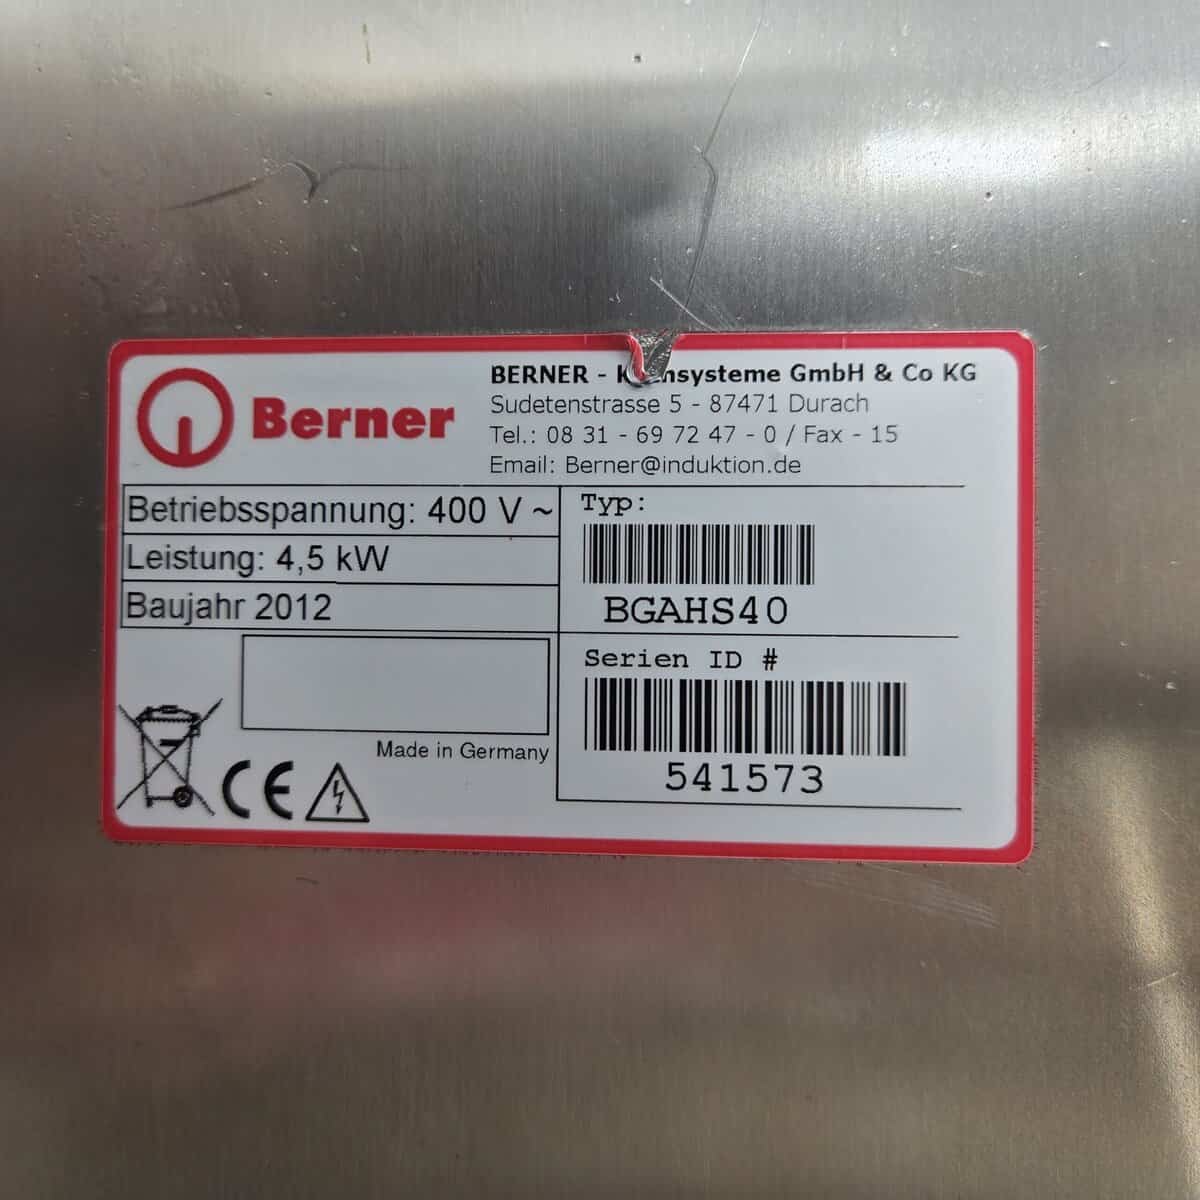 Berner
BERNER - GmbH & Co KG
Sudetenstrasse 5 - 87471 Durach
Tel.: 08 31 - 69 72 47 - 0 / Fax - 15
Email: Berner@induktion.de
Betriebsspannung: 400 V ~
Leistung: 4,5 kW
Baujahr 2012
Made in Germany
CE
Typ:
BGAHS40
Serien ID #
541573